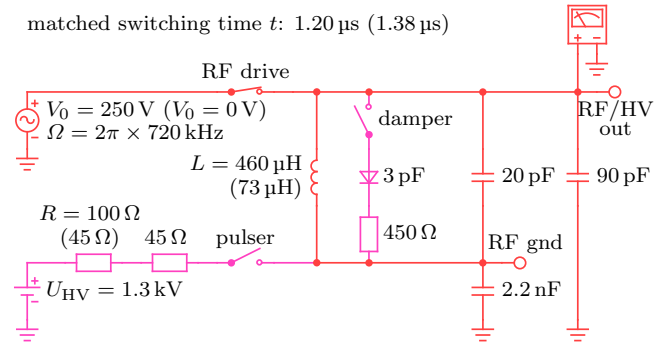 matched switching time t: 1.20 µs (1.38 µs)
RF drive
V₀ = 250 V (V₀ = 0 V)
Ω = 2π × 720 kHz
damper
RF/HV
out
L = 460 µH
(73 µH)
3 pF
20 pF
90 pF
R = 100 Ω
(45 Ω)
45 Ω
pulser
450 Ω
RF gnd
U_HV = 1.3 kV
2.2 nF